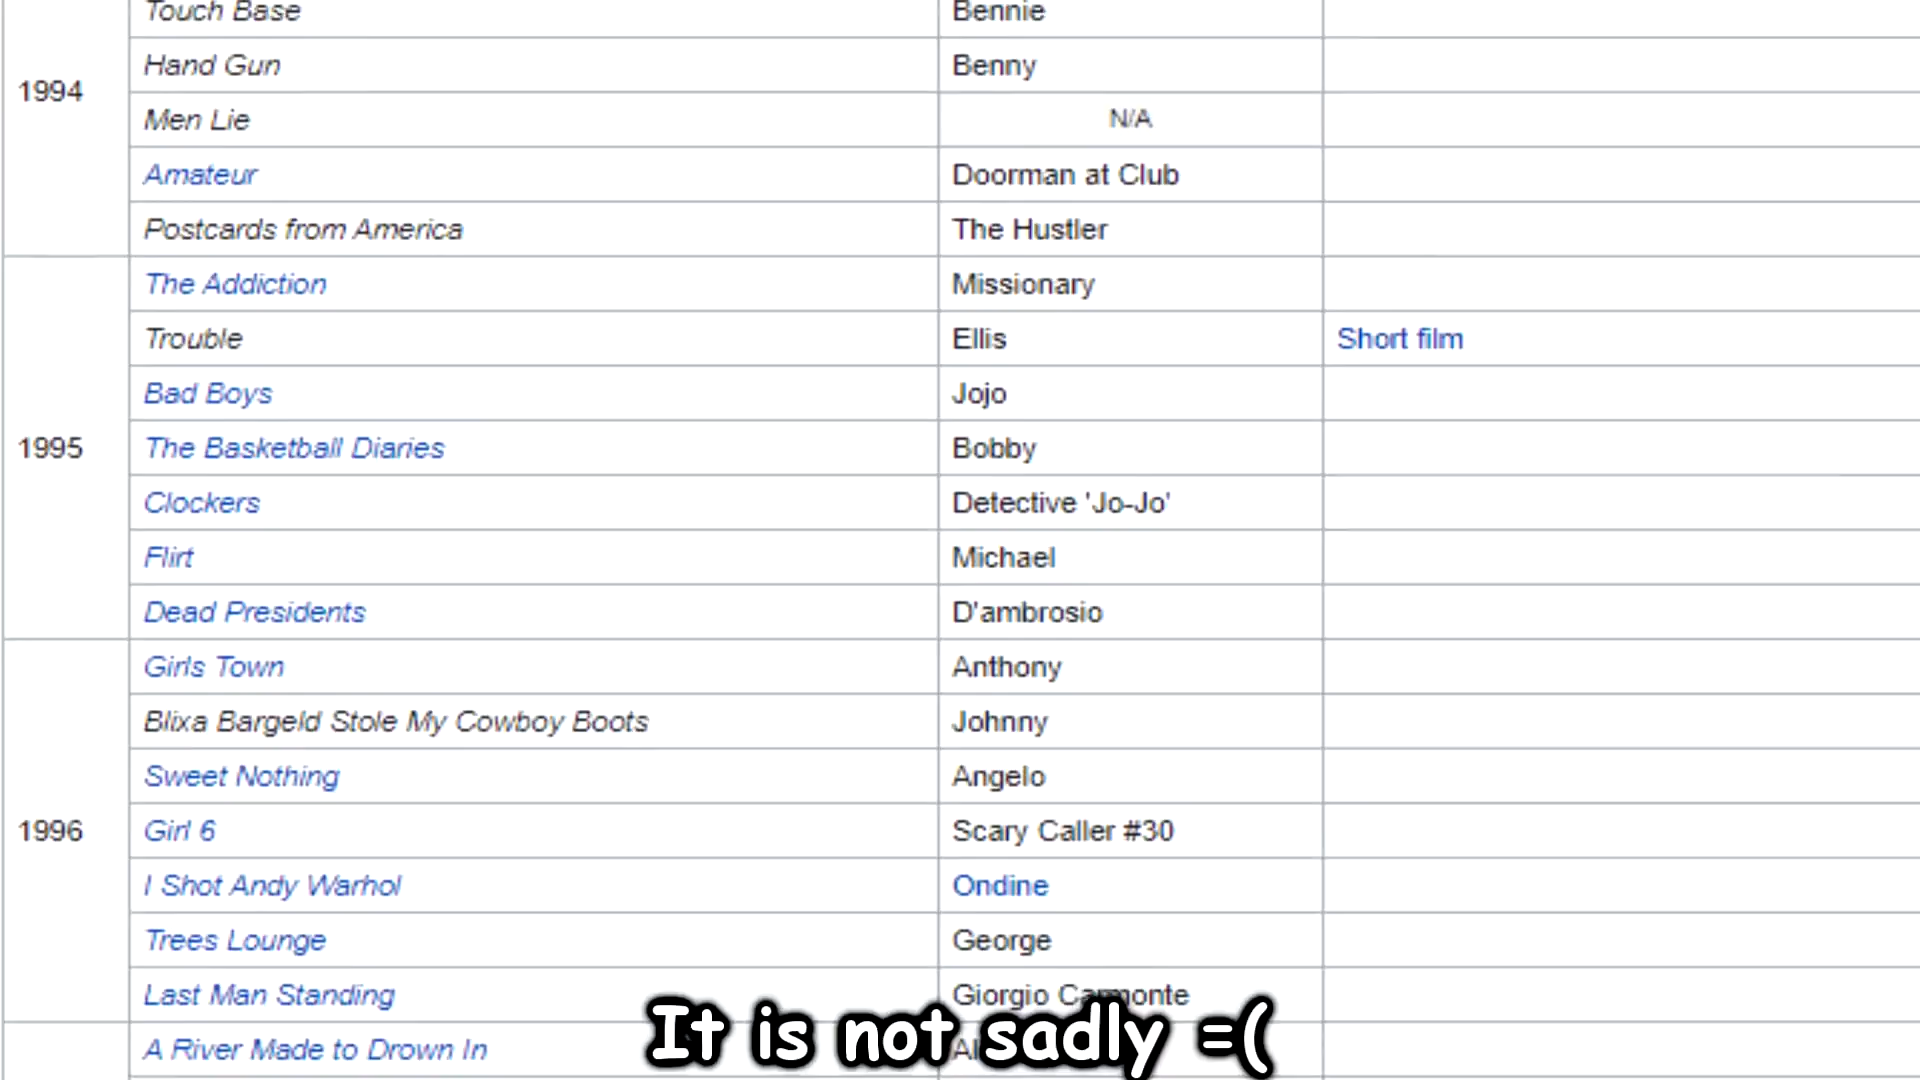 Touch Base Bennie
1994
Hand Gun Benny
Men Lie N/A
Amateur Doorman at Club
Postcards from America The Hustler
1995
The Addiction Missionary
Trouble Ellis Short film
Bad Boys Jojo
The Basketball Diaries Bobby
Clockers Detective 'Jo-Jo'
Flirt Michael
Dead Presidents D'ambrosio
1996
Girls Town Anthony
Blixa Bargeld Stole My Cowboy Boots Johnny
Sweet Nothing Angelo
Girl 6 Scary Caller #30
I Shot Andy Warhol Ondine
Trees Lounge George
Last Man Standing Giorgio Carmonte
A River Made to Drown In
It is not sadly =(